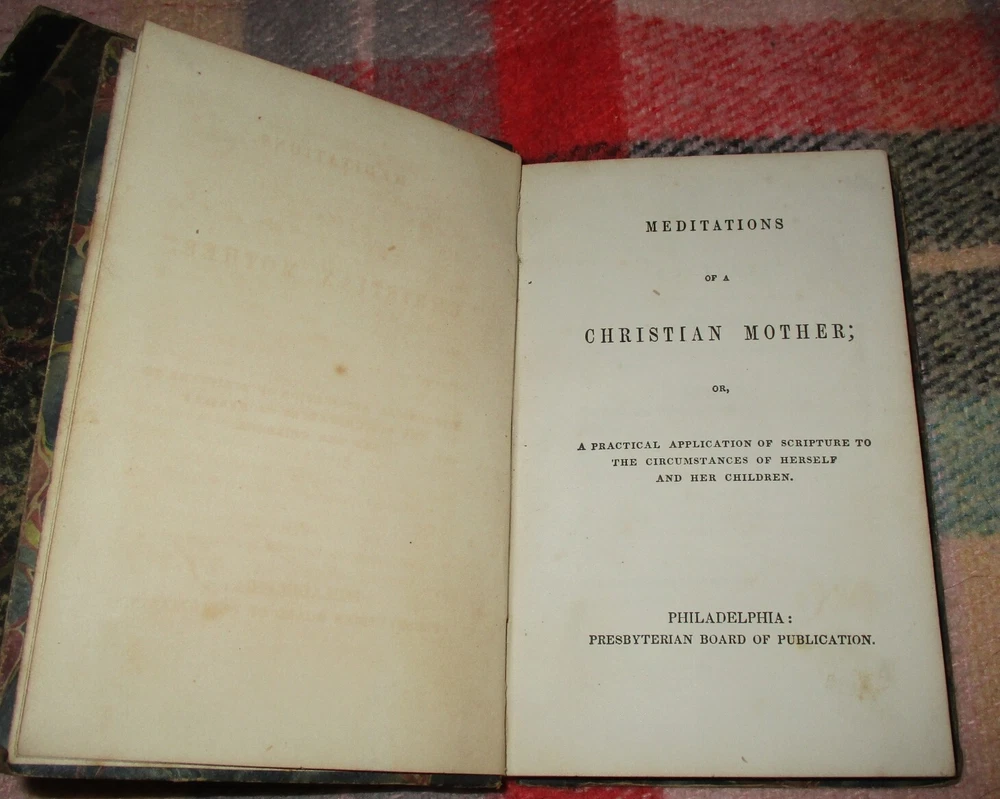 MEDITATIONS
OF A
CHRISTIAN MOTHER;
OR,
A PRACTICAL APPLICATION OF SCRIPTURE TO
THE CIRCUMSTANCES OF HERSELF
AND HER CHILDREN.
PHILADELPHIA:
PRESBYTERIAN BOARD OF PUBLICATION.